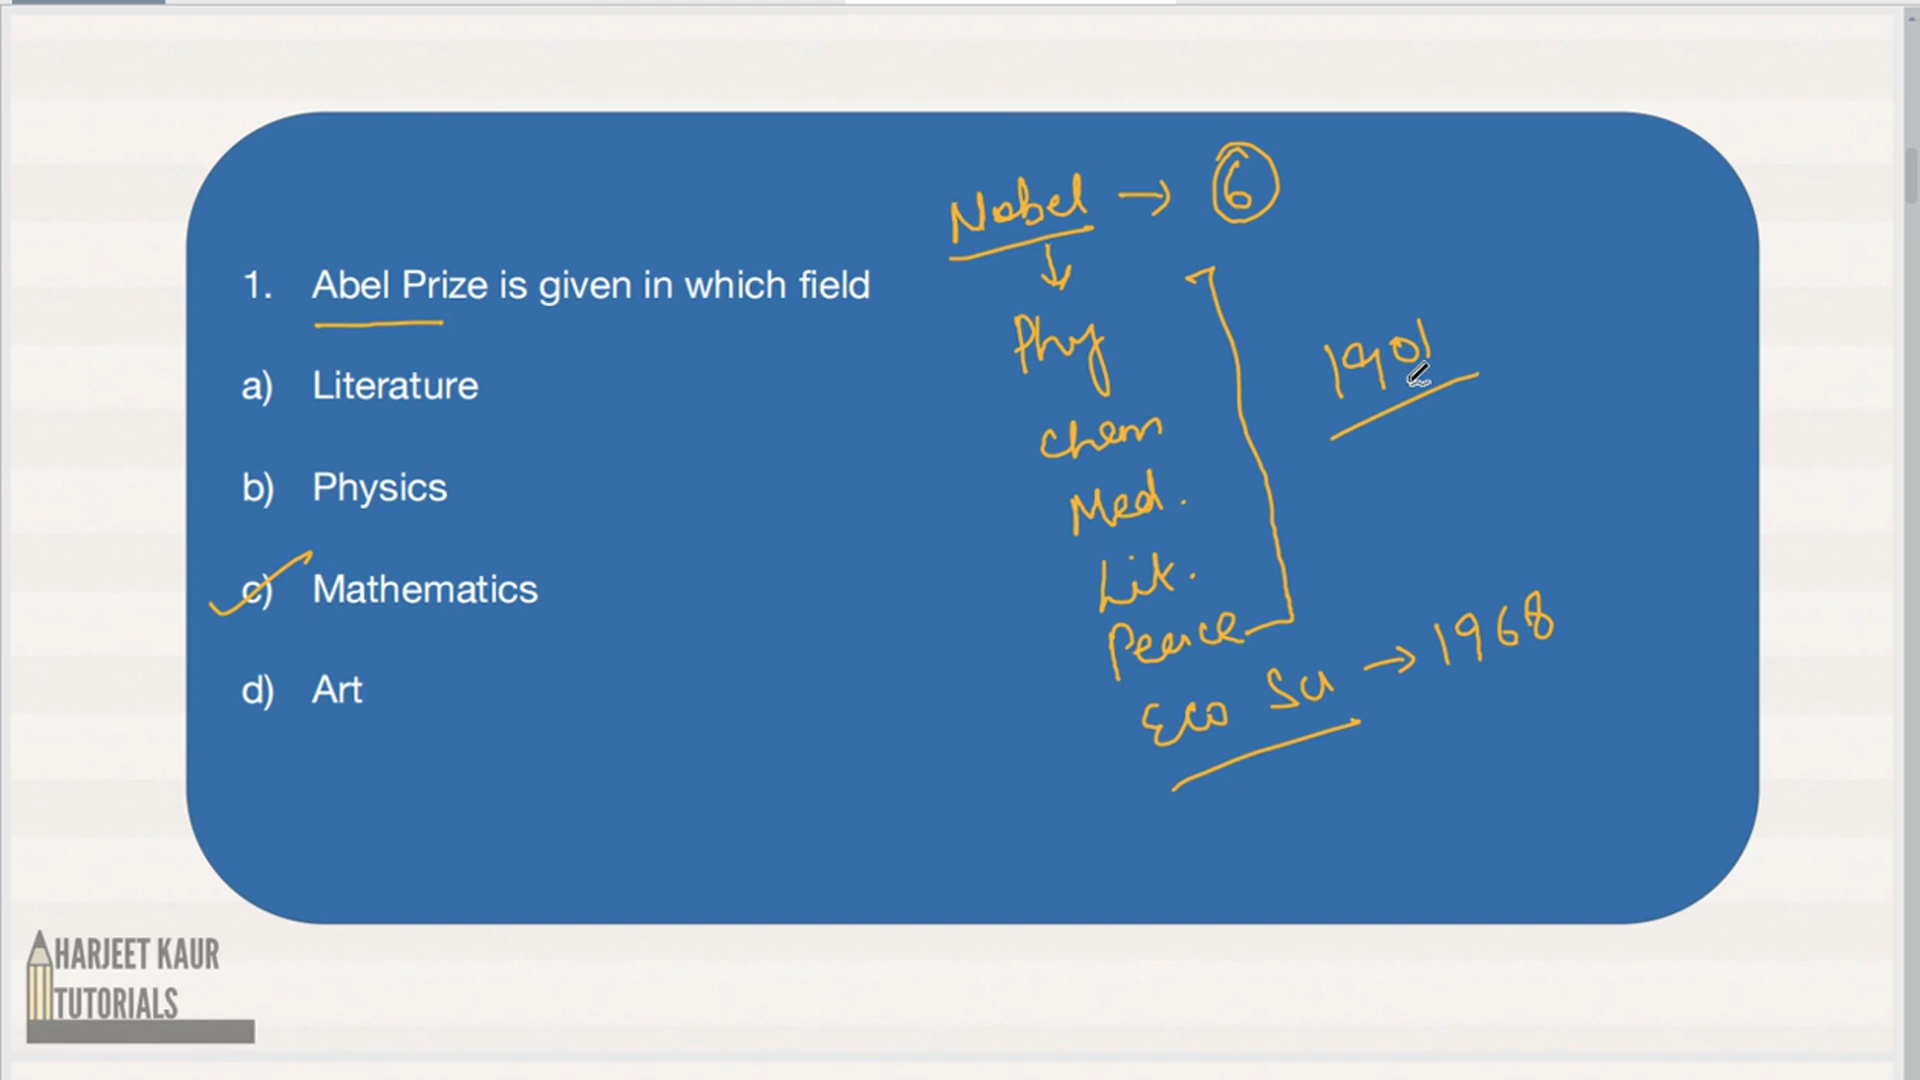 1. Abel Prize is given in which field
a) Literature
b) Physics
c) Mathematics
d) Art
Nobel → 6
↓
Phy
Chem
Med.
Lit.
Peace
Eco Sci → 1968
1901
HARJEET KAUR
TUTORIALS